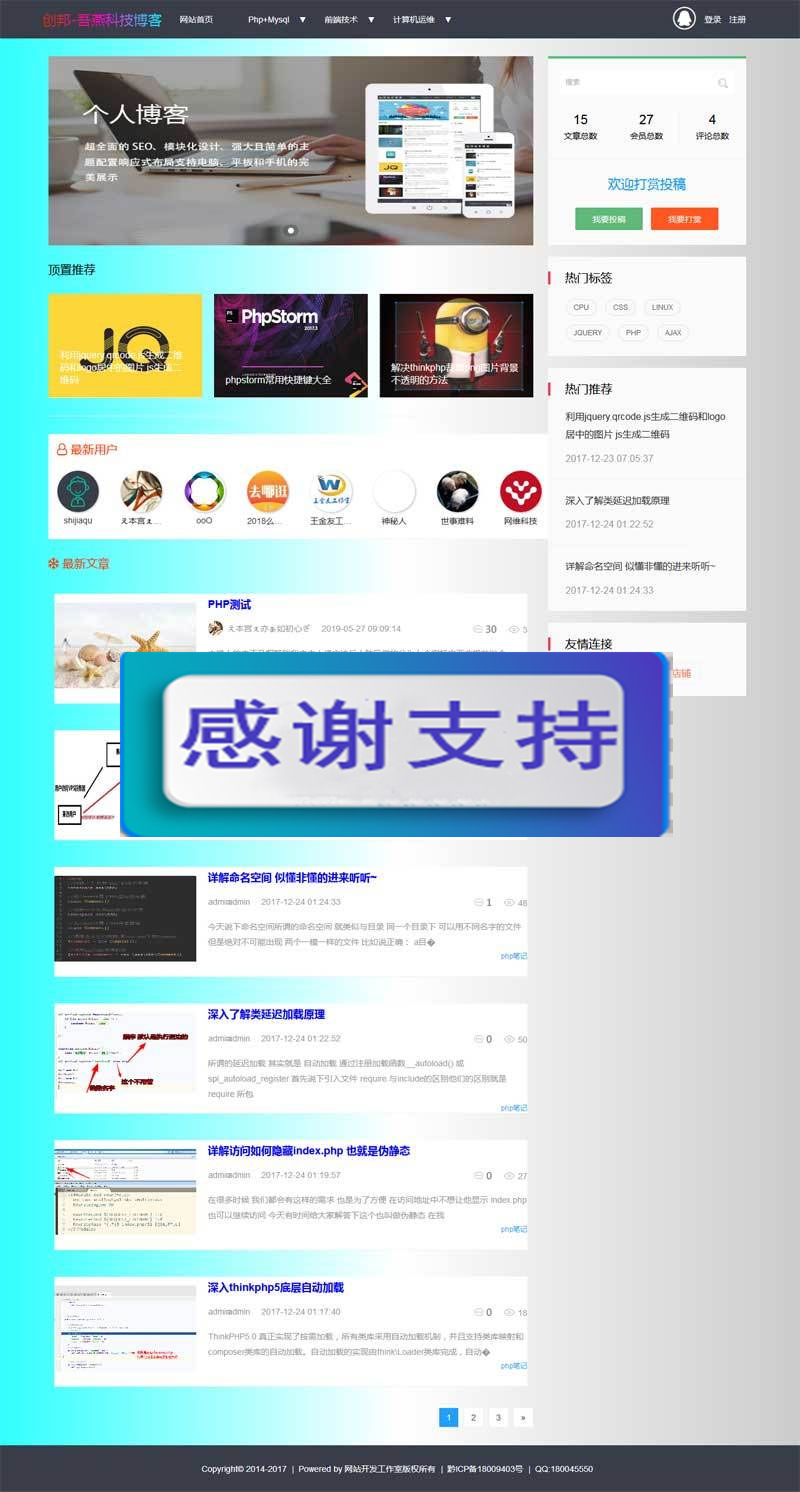 创邦-吾燕科技博客
网站首页
Php+Mysql ▼
前端技术 ▼
计算机运维 ▼
登录
注册
个人博客
超全面的 SEO、模块化设计、强大且简单的主
题配置响应式布局支持电脑、平板和手机的完
美展示
搜索
15
27
4
文章总数
会员总数
评论总数
欢迎打赏投稿
我要投稿
我要打赏
顶置推荐
JQ
利用jquery.qrcode.js生成二维
码和logo居中的图片 js生成二
维码
PS
PhpStorm
2017.3
phpstorm常用快捷键大全
png图片背景
不透明的方法
热门标签
CPU
CSS
LINUX
JQUERY
PHP
AJAX
热门推荐
利用jquery.qrcode.js生成二维码和logo
居中的图片 js生成二维码
2017-12-23 07:05:37
深入了解类延迟加载原理
2017-12-24 01:22:52
详解命名空间 似懂非懂的进来听听~
2017-12-24 01:24:33
友情连接
店铺
最新用户
去哪逛
shijiaqu
ooO
2018么...
王金友工...
神秘人
世事难料
网维科技
❄ 最新文章
PHP测试
2019-05-27 09:09:14
30
3
感谢支持
详解命名空间 似懂非懂的进来听听~
adminadmin 2017-12-24 01:24:33
1
48
今天说下命名空间所谓的命名空间 就类似与目录 同一个目录下 可以用不同名字的文件
但是绝对不可能出现 两个一模一样的文件 比如说正确： a目�
php笔记
深入了解类延迟加载原理
adminadmin 2017-12-24 01:22:52
0
50
所谓的延迟加载 其实就是 自动加载 通过注册加载函数__autoload() 或
spl_autoload_register 首先说下引入文件 require 与include的区别他们的区别就是
require 所包
php笔记
详解访问如何隐藏index.php 也就是伪静态
adminadmin 2017-12-24 01:19:57
0
27
在很多时候 我们都会有这样的需求 也是为了方便 在访问地址中不想让他显示 index.php
也可以继续访问 今天有时间给大家解答下这个也叫做伪静态 在我
php笔记
深入thinkphp5底层自动加载
adminadmin 2017-12-24 01:17:40
0
18
ThinkPHP5.0 真正实现了按需加载，所有类库采用自动加载机制，并且支持类库映射和
composer类库的自动加载。自动加载的实现由think\Loader类库完成，自动�
php笔记
1
2
3
»
Copyright© 2014-2017 | Powered by 网站开发工作室版权所有 | 黔ICP备18009403号 | QQ:180045550